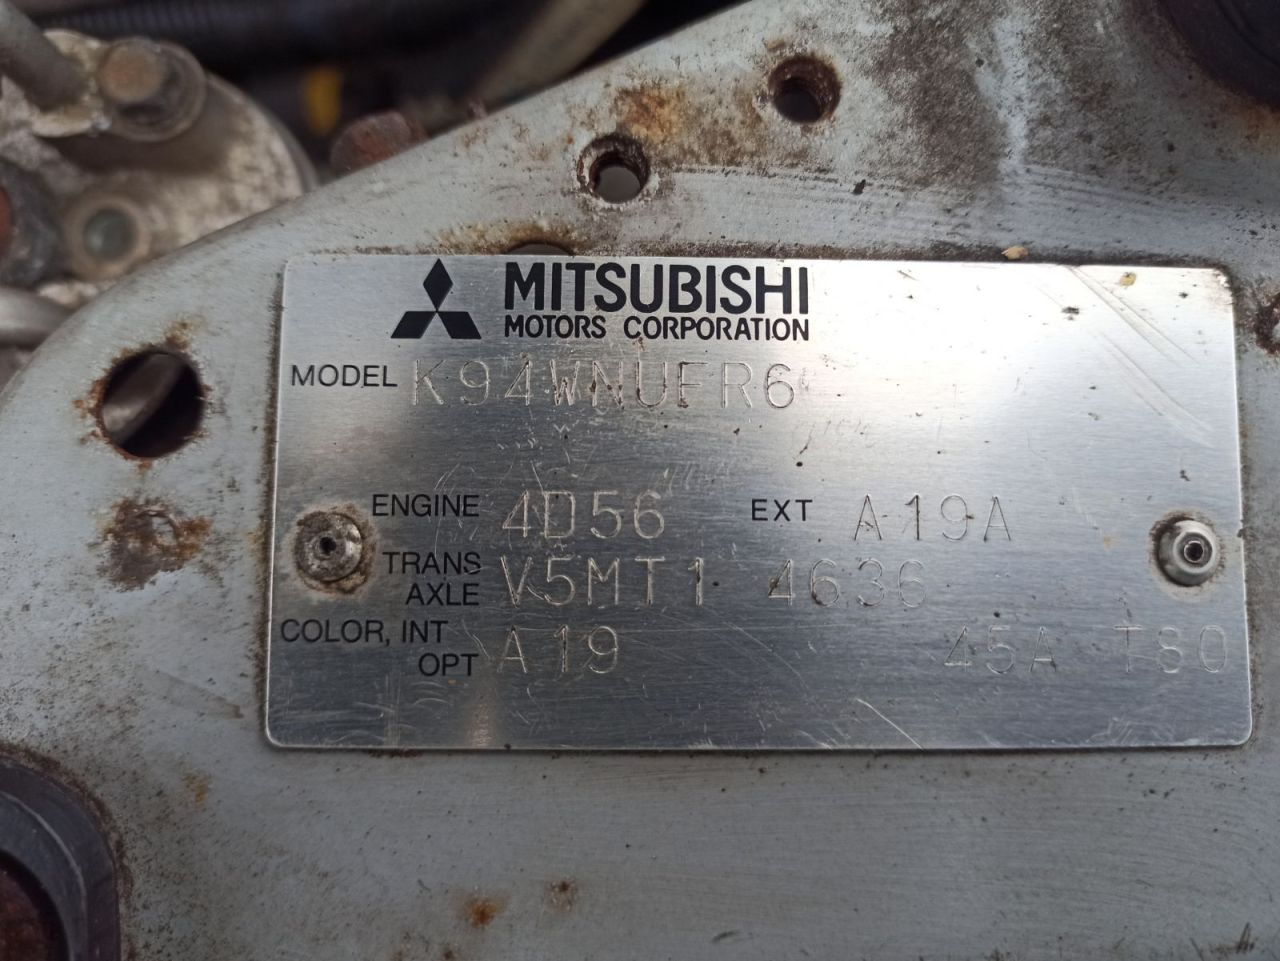 MITSUBISHI
MOTORS CORPORATION
MODEL K94WNUFR6
ENGINE 4D56 EXT A19A
TRANS AXLE V5MT1 4636
COLOR, INT OPT A19 45A T80